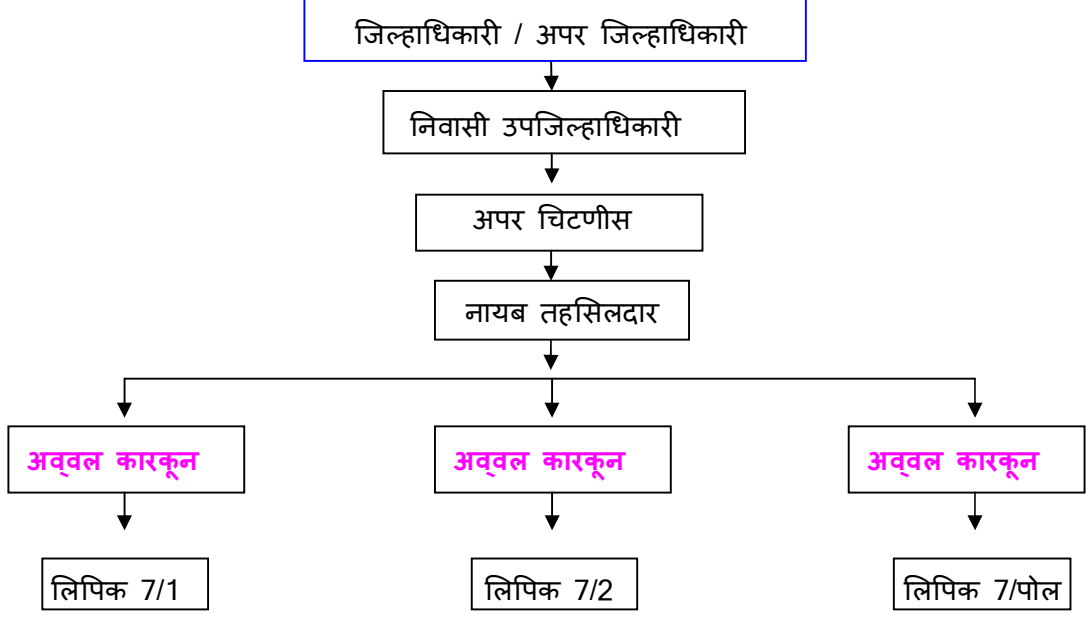 जिल्हाधिकारी / अपर जिल्हाधिकारी
निवासी उपजिल्हाधिकारी
अपर चिटणीस
नायब तहसिलदार
अव्वल कारकून
अव्वल कारकून
अव्वल कारकून
लिपिक 7/1
लिपिक 7/2
लिपिक 7/पोल